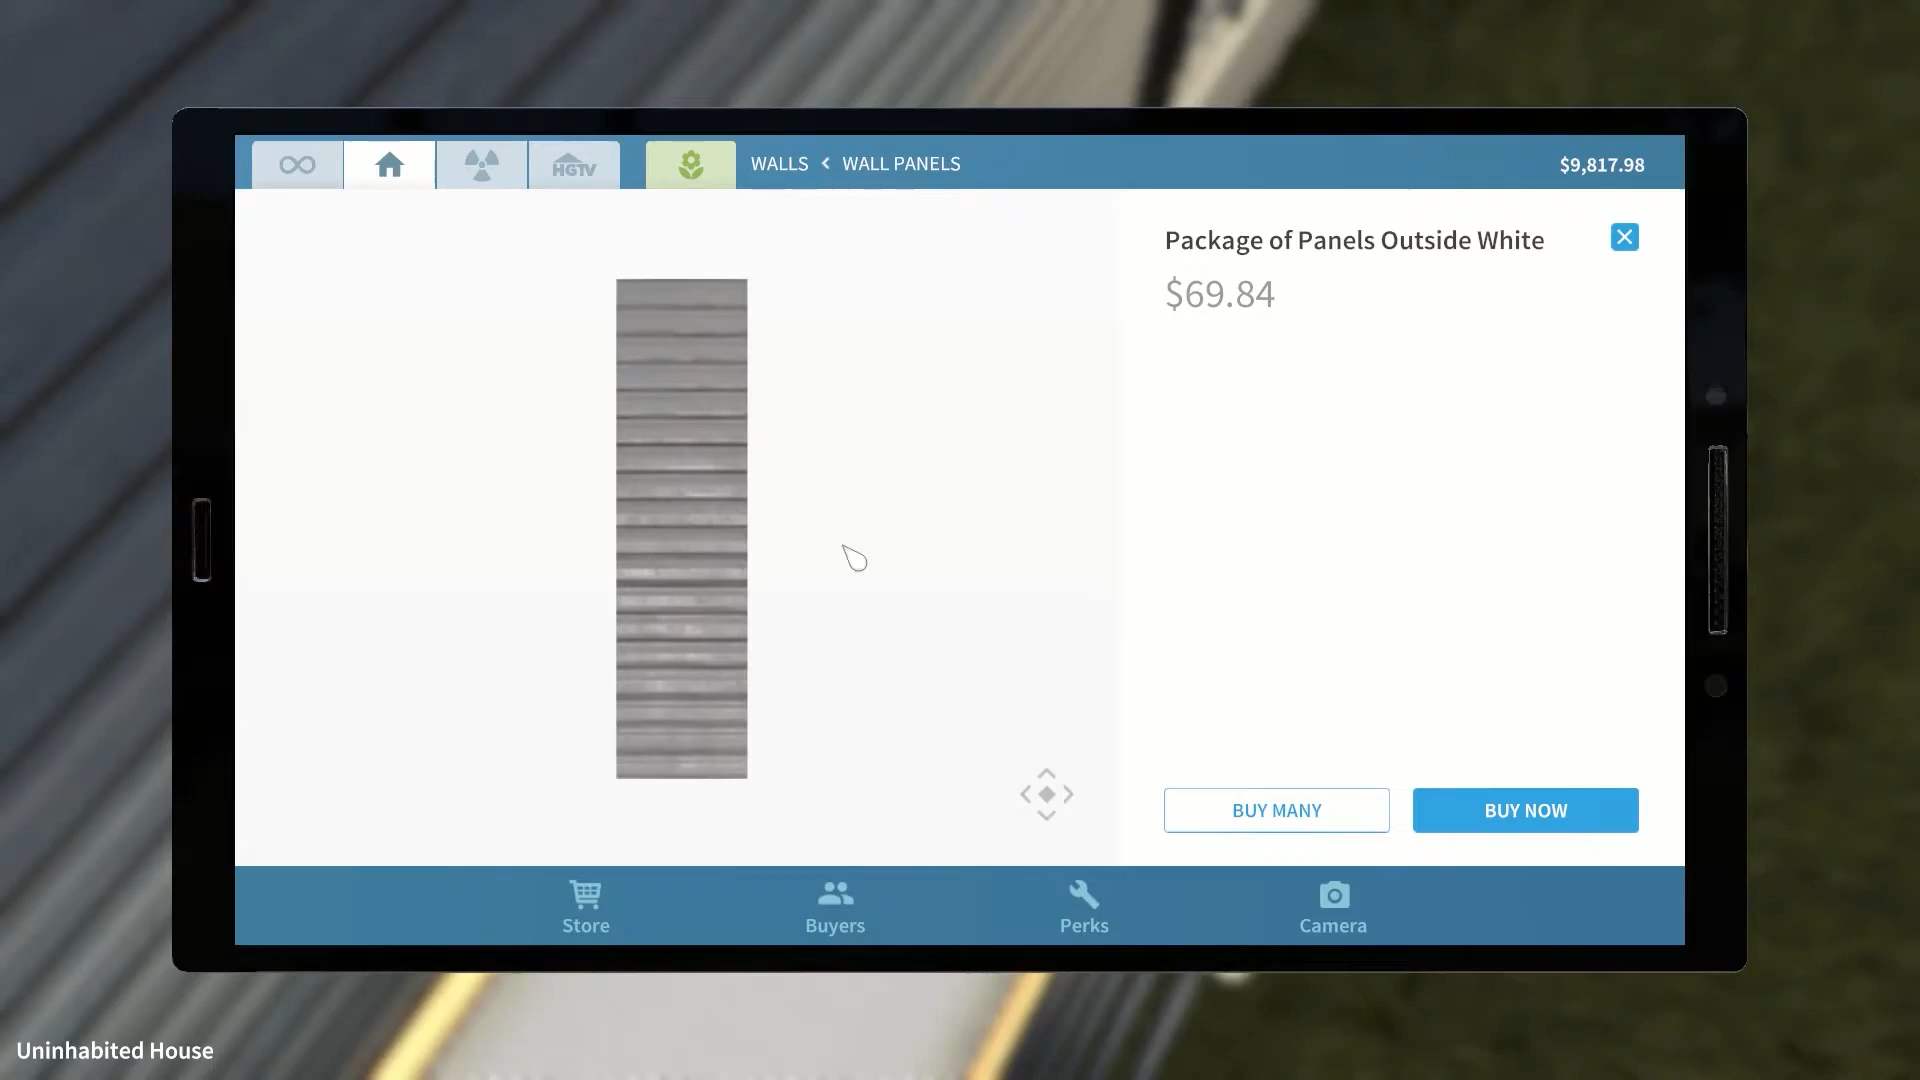 HGTV
WALLS < WALL PANELS
$9,817.98
Package of Panels Outside White
$69.84
BUY MANY
BUY NOW
Store
Buyers
Perks
Camera
Uninhabited House